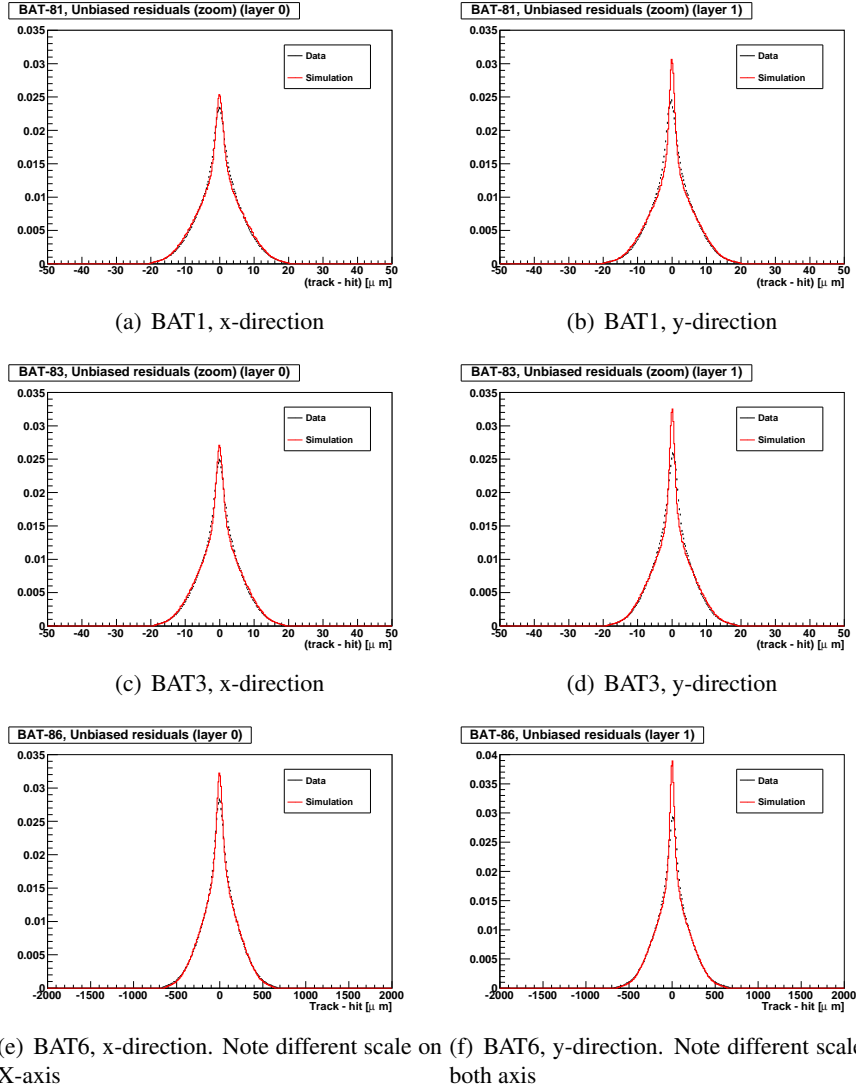 BAT-81, Unbiased residuals (zoom) (layer 0)
0.035
0.03
0.025
0.02
0.015
0.01
0.005
0
Data
Simulation
-50 -40 -30 -20 -10 0 10 20 30 40 50
(track - hit) [μ m]
(a) BAT1, x-direction
BAT-81, Unbiased residuals (zoom) (layer 1)
0.035
0.03
0.025
0.02
0.015
0.01
0.005
0
Data
Simulation
-50 -40 -30 -20 -10 0 10 20 30 40 50
(track - hit) [μ m]
(b) BAT1, y-direction
BAT-83, Unbiased residuals (zoom) (layer 0)
0.035
0.03
0.025
0.02
0.015
0.01
0.005
0
Data
Simulation
-50 -40 -30 -20 -10 0 10 20 30 40 50
(track - hit) [μ m]
(c) BAT3, x-direction
BAT-83, Unbiased residuals (zoom) (layer 1)
0.035
0.03
0.025
0.02
0.015
0.01
0.005
0
Data
Simulation
-50 -40 -30 -20 -10 0 10 20 30 40 50
(track - hit) [μ m]
(d) BAT3, y-direction
BAT-86, Unbiased residuals (layer 0)
0.035
0.03
0.025
0.02
0.015
0.01
0.005
0
Data
Simulation
-2000 -1500 -1000 -500 0 500 1000 1500 2000
Track - hit [μ m]
(e) BAT6, x-direction. Note different scale on
X-axis
BAT-86, Unbiased residuals (layer 1)
0.04
0.035
0.03
0.025
0.02
0.015
0.01
0.005
0
Data
Simulation
-2000 -1500 -1000 -500 0 500 1000 1500 2000
Track - hit [μ m]
(f) BAT6, y-direction. Note different scale
both axis